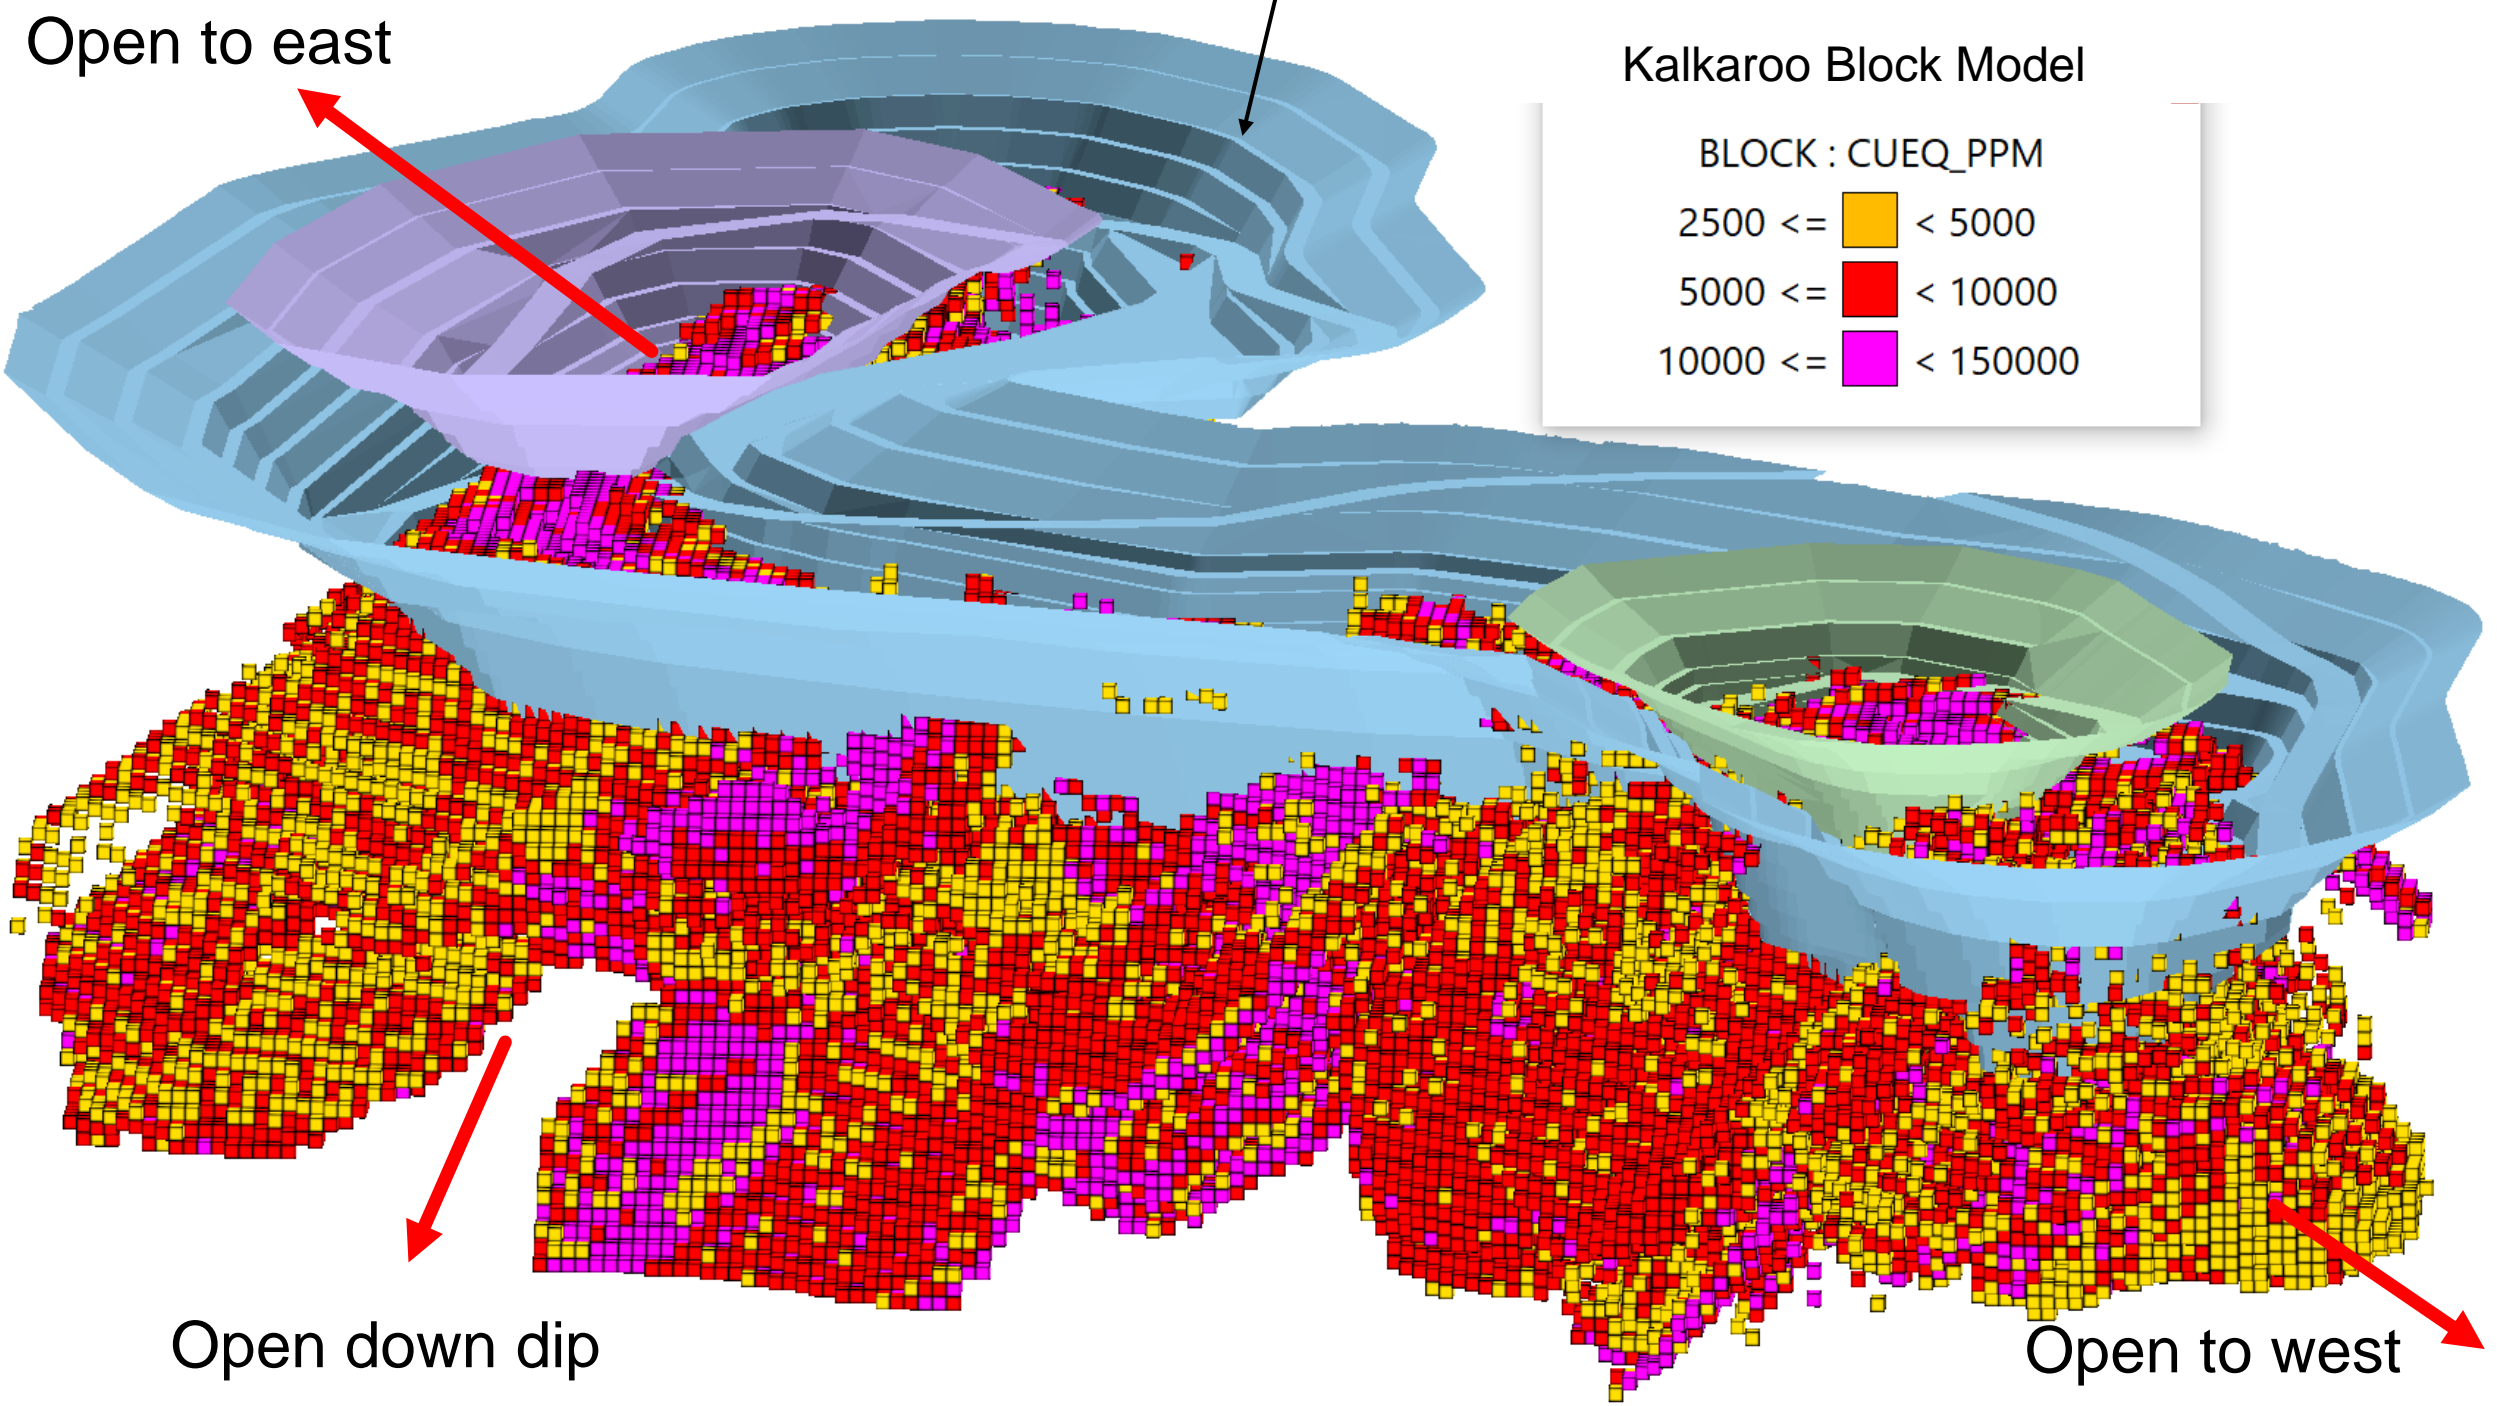 Open to east
Kalkaroo Block Model
BLOCK : CUEQ_PPM
2500 <= < 5000
5000 <= < 10000
10000 <= < 150000
Open down dip
Open to west